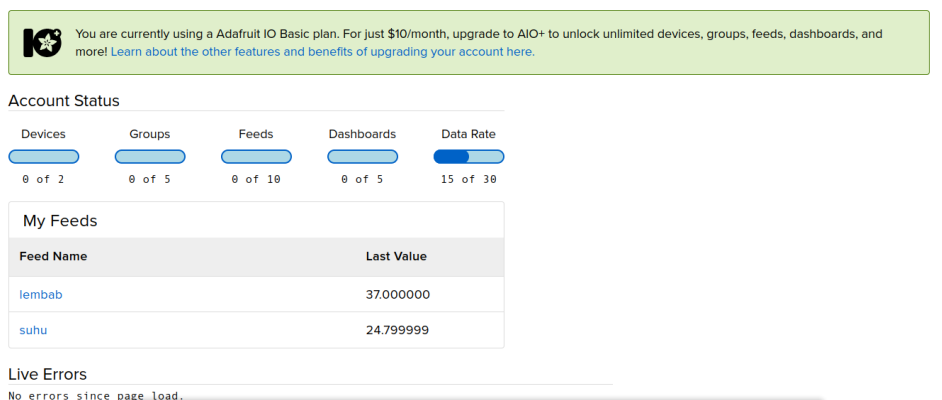 You are currently using a Adafruit IO Basic plan. For just $10/month, upgrade to AIO+ to unlock unlimited devices, groups, feeds, dashboards, and
more! Learn about the other features and benefits of upgrading your account here.
Account Status
Devices Groups Feeds Dashboards Data Rate
0 of 2 0 of 5 0 of 10 0 of 5 15 of 30
My Feeds
Feed Name Last Value
lembab 37.000000
suhu 24.799999
Live Errors
No errors since page load.